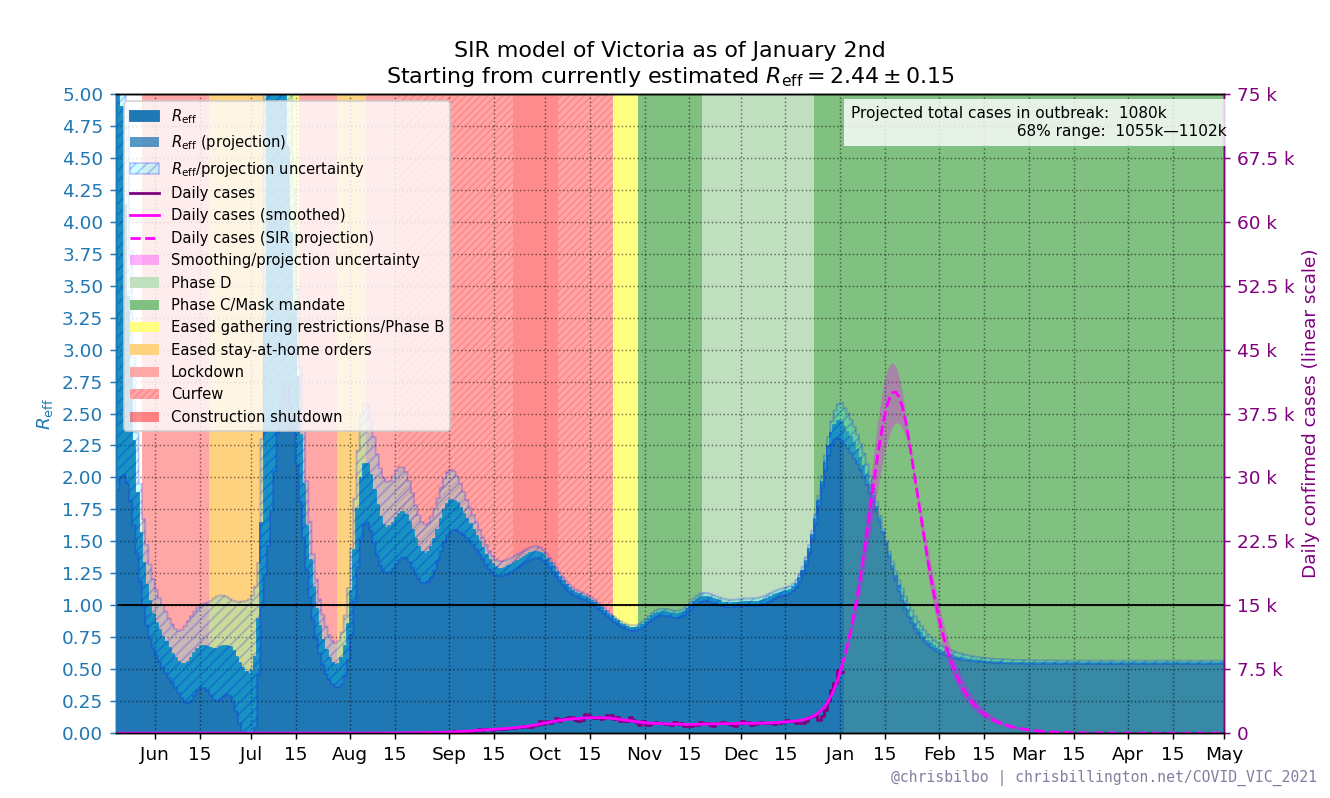 SIR model of Victoria as of January 2nd
Starting from currently estimated R_eff = 2.44 ± 0.15
Projected total cases in outbreak: 1080k
68% range: 1055k—1102k
R_eff
R_eff (projection)
R_eff/projection uncertainty
Daily cases
Daily cases (smoothed)
Daily cases (SIR projection)
Smoothing/projection uncertainty
Phase D
Phase C/Mask mandate
Eased gathering restrictions/Phase B
Eased stay-at-home orders
Lockdown
Curfew
Construction shutdown
R_eff
5.00
4.75
4.50
4.25
4.00
3.75
3.50
3.25
3.00
2.75
2.50
2.25
2.00
1.75
1.50
1.25
1.00
0.75
0.50
0.25
0.00
75 k
67.5 k
60 k
52.5 k
45 k
37.5 k
30 k
22.5 k
15 k
7.5 k
0
Daily confirmed cases (linear scale)
Jun 15 Jul 15 Aug 15 Sep 15 Oct 15 Nov 15 Dec 15 Jan 15 Feb 15 Mar 15 Apr 15 May
@chrisbilbo | chrisbillington.net/COVID_VIC_2021